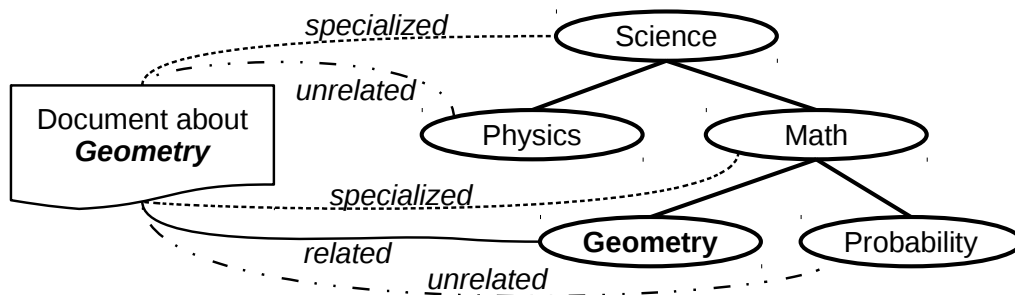 specialized
Science
unrelated
Document about
Geometry
Physics
Math
specialized
related
Geometry
Probability
unrelated